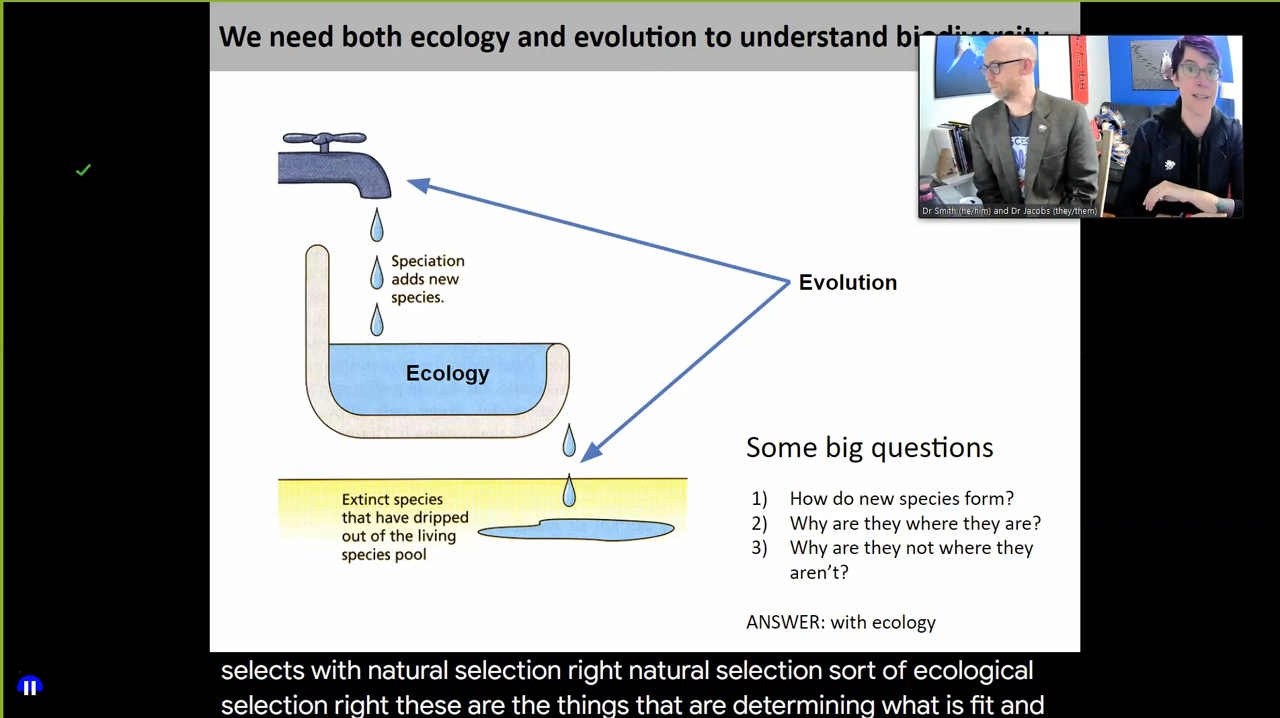 We need both ecology and evolution to understand biodiversity
Dr Smith (he/him) and Dr Jacobs (they/them)
Speciation
adds new
species.
Evolution
Ecology
Some big questions
1) How do new species form?
2) Why are they where they are?
3) Why are they not where they
aren't?
Extinct species
that have dripped
out of the living
species pool
ANSWER: with ecology
selects with natural selection right natural selection sort of ecological
selection right these are the things that are determining what is fit and